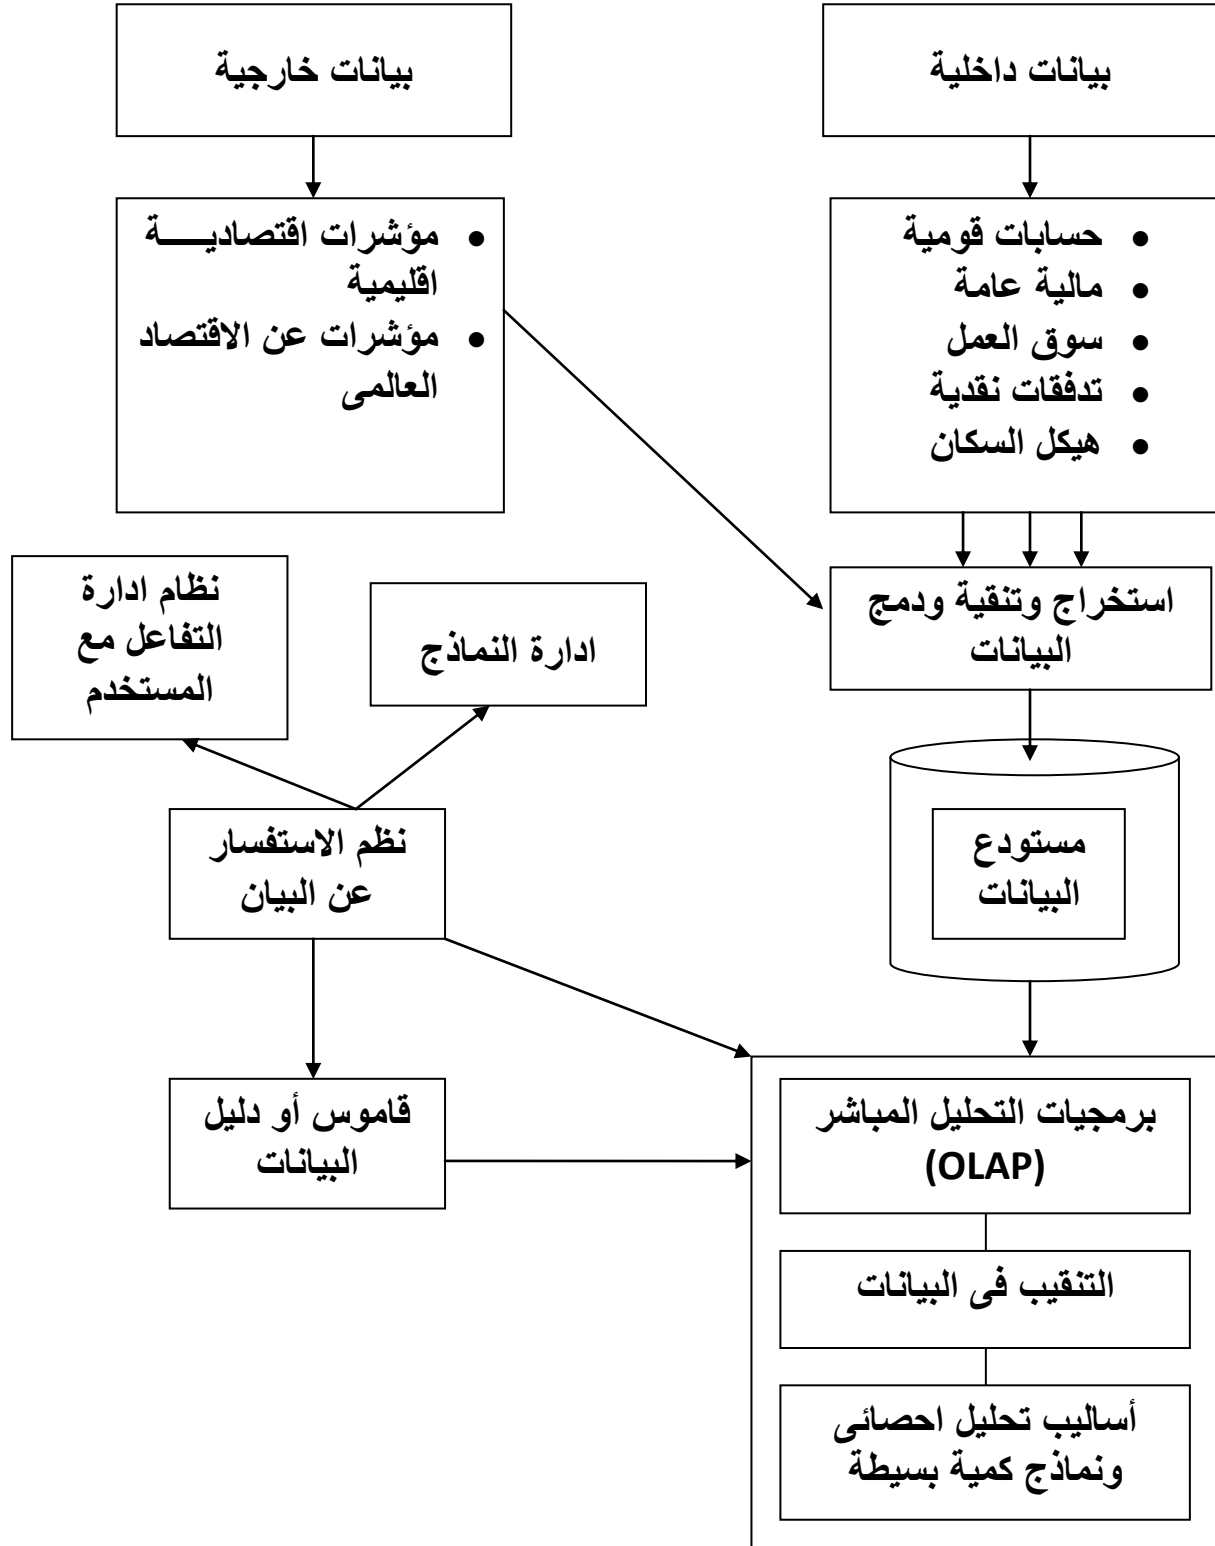 بيانات داخلية
بيانات خارجية
• حسابات قومية
• مالية عامة
• سوق العمل
• تدفقات نقدية
• هيكل السكان
• مؤشرات اقتصاديـــــة
اقليمية
• مؤشرات عن الاقتصاد
العالمى
استخراج وتنقية ودمج
البيانات
ادارة النماذج
نظام ادارة
التفاعل مع
المستخدم
مستودع
البيانات
نظم الاستفسار
عن البيان
برمجيات التحليل المباشر
(OLAP)
قاموس أو دليل
البيانات
التنقيب فى البيانات
أساليب تحليل احصائى
ونماذج كمية بسيطة